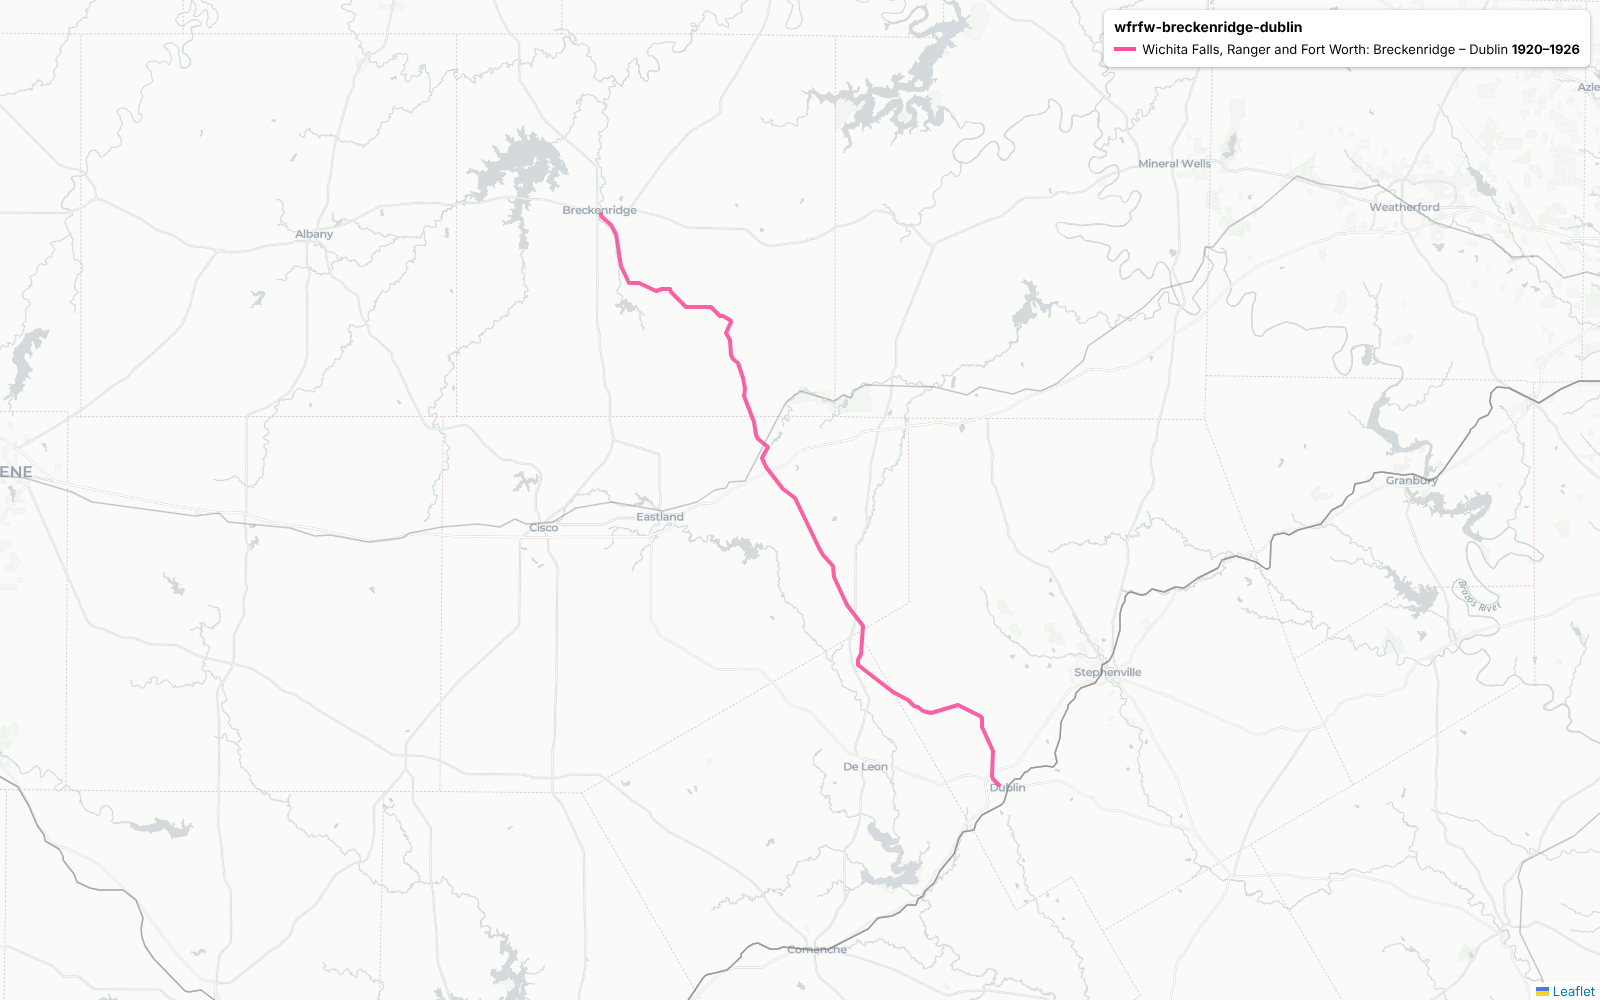 wfrfw-breckenridge-dublin
Wichita Falls, Ranger and Fort Worth: Breckenridge – Dublin 1920–1926
Azle
Mineral Wells
Breckenridge
Weatherford
Albany
ENE
Granbury
Eastland
Cisco
Brazos River
Stephenville
De Leon
Dublin
Comanche
Leaflet